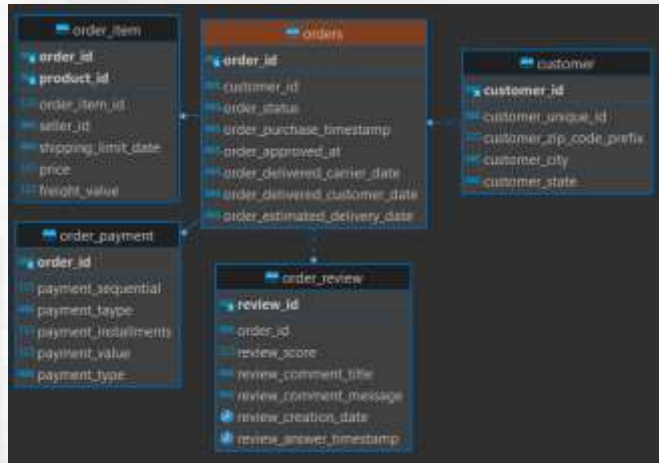 order_item
order_id
product_id
order_item_id
seller_id
shipping_limit_date
price
freight_value
orders
order_id
customer_id
order_status
order_purchase_timestamp
order_approved_at
order_delivered_carrier_date
order_delivered_customer_date
order_estimated_delivery_date
customer
customer_id
customer_unique_id
customer_zip_code_prefix
customer_city
customer_state
order_payment
order_id
payment_sequential
payment_taype
payment_installments
payment_value
payment_type
order_review
review_id
order_id
review_score
review_comment_title
review_comment_message
review_creation_date
review_answer_timestamp